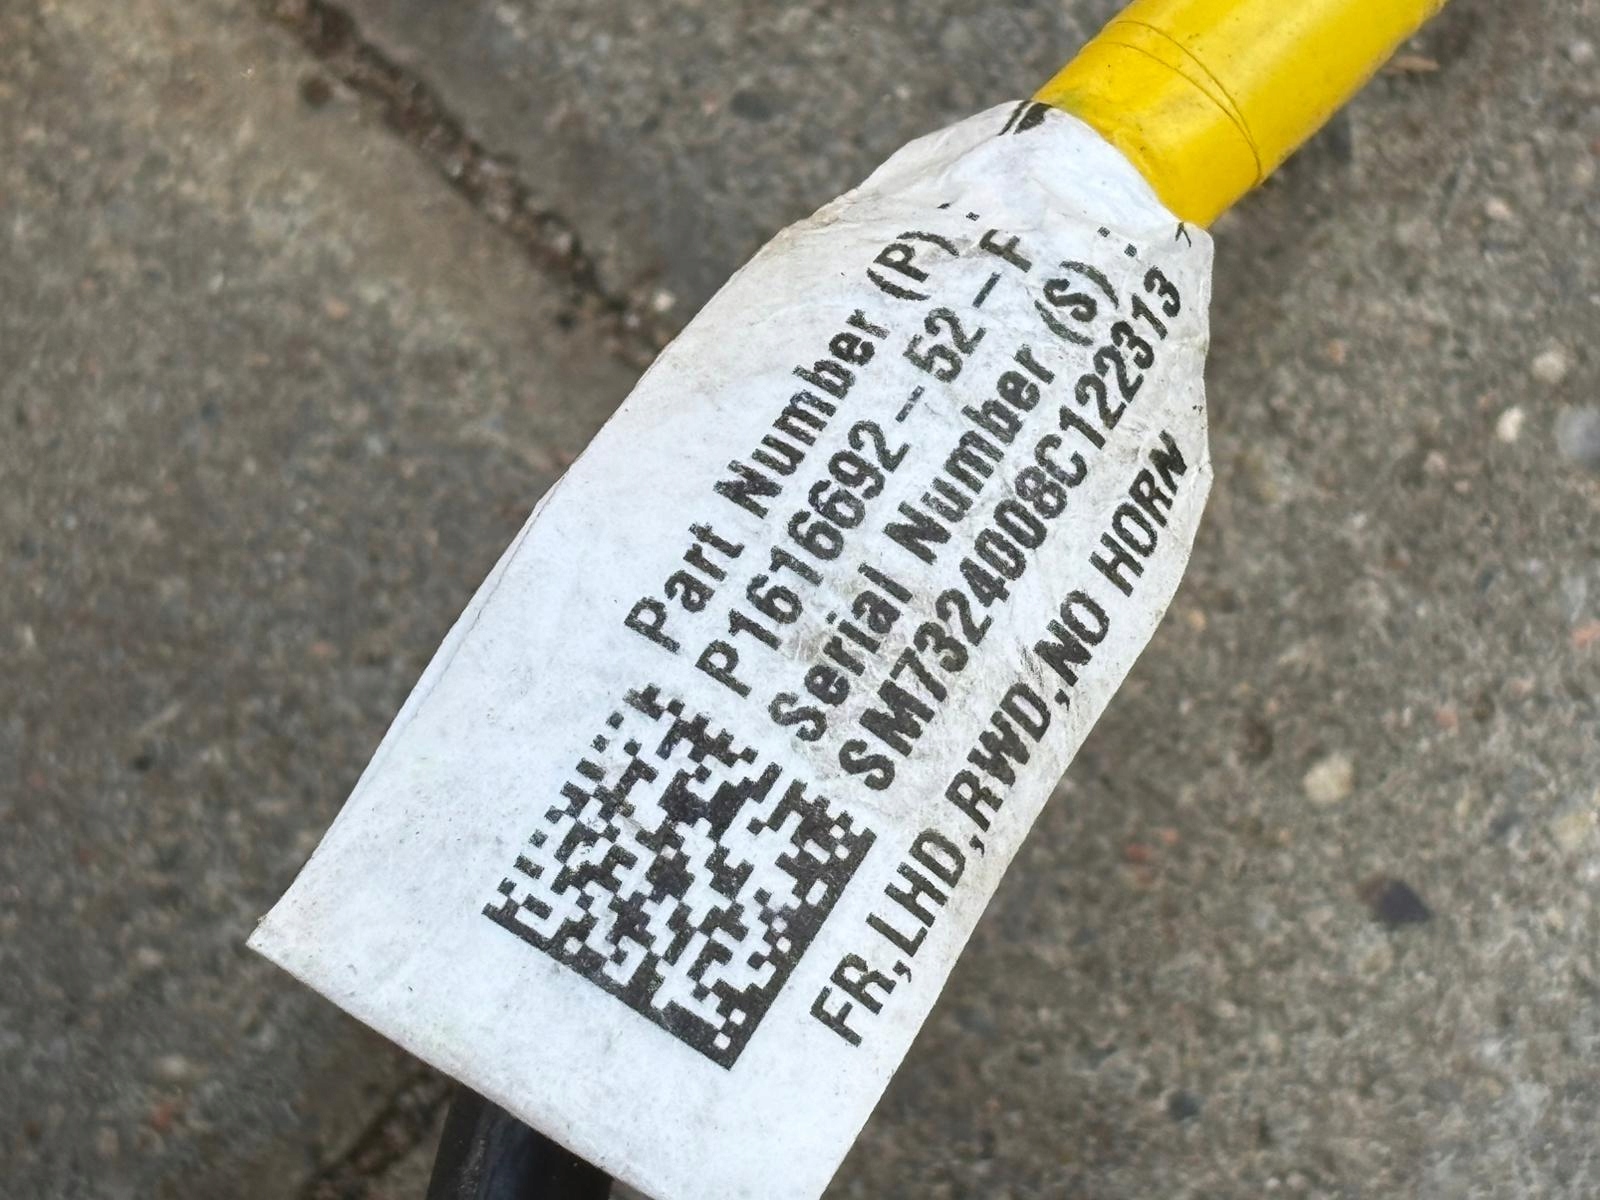 Part Number (P):
P1616692-52-F
Serial Number (S):
SM7324008C122313
FR,LHD,RWD,NO HORN